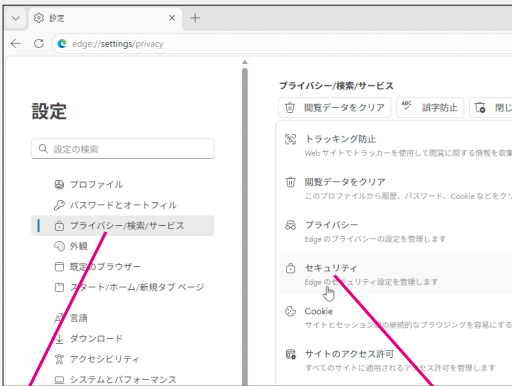 設定
edge://settings/privacy
設定
設定の検索
プロファイル
パスワードとオートフィル
プライバシー/検索/サービス
外観
既定のブラウザー
スタート/ホーム/新規タブ ページ
言語
ダウンロード
アクセシビリティ
システムとパフォーマンス
プライバシー/検索/サービス
閲覧データをクリア
ABC 誤字防止
閉じ
トラッキング防止
Web サイトでトラッカーを使用して閲覧に関する情報を収集
閲覧データをクリア
このプロファイルから履歴、パスワード、Cookie などをクリ
プライバシー
Edge のプライバシーの設定を管理します
セキュリティ
Edge のセキュリティ設定を管理します
Cookie
サイトとセッション間の継続的なブラウジングを容易にする
サイトのアクセス許可
すべてのサイトに適用されるアクセス許可を管理します